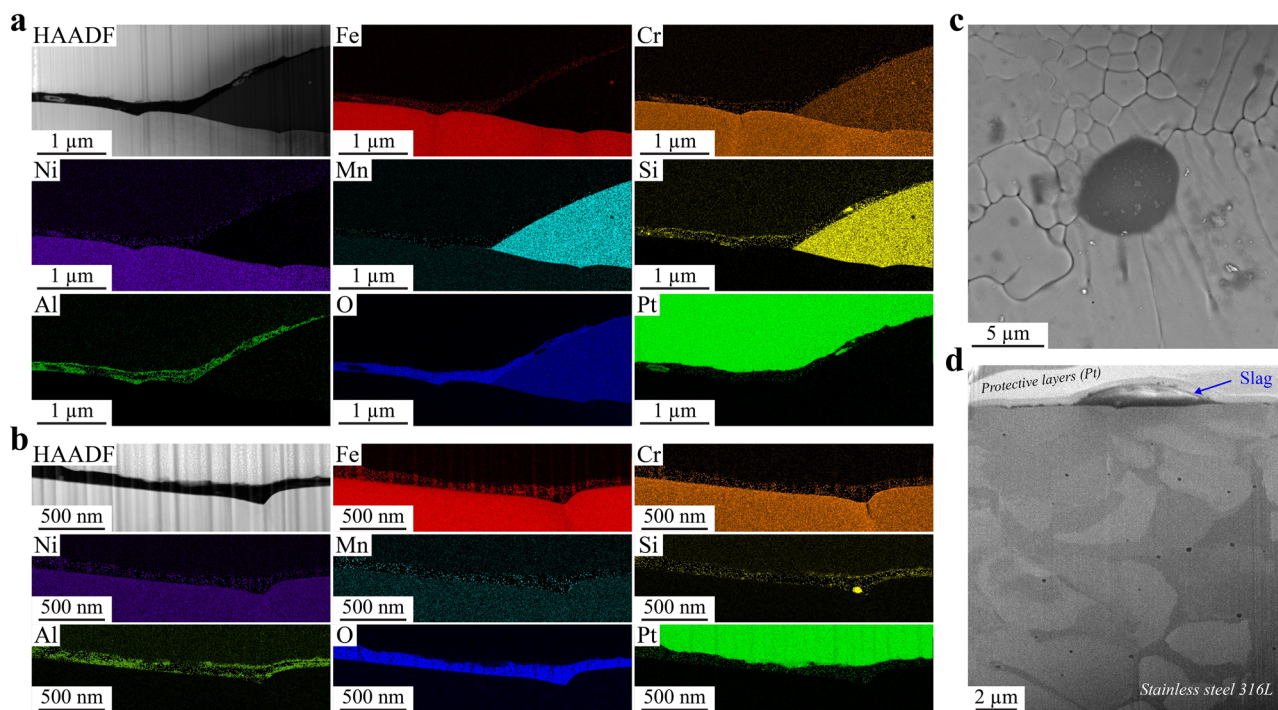 a
HAADF
1 µm
Fe
1 µm
Cr
1 µm
Ni
1 µm
Mn
1 µm
Si
1 µm
Al
1 µm
O
1 µm
Pt
1 µm
b
HAADF
500 nm
Fe
500 nm
Cr
500 nm
Ni
500 nm
Mn
500 nm
Si
500 nm
Al
500 nm
O
500 nm
Pt
500 nm
c
5 µm
d
Protective layers (Pt)
Slag
Stainless steel 316L
2 µm